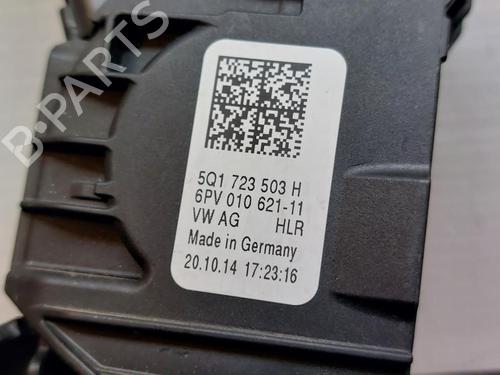 B-PARTS
5Q1 723 503 H
6PV 010 621-11
VW AG HLR
Made in Germany
20.10.14 17:23:16